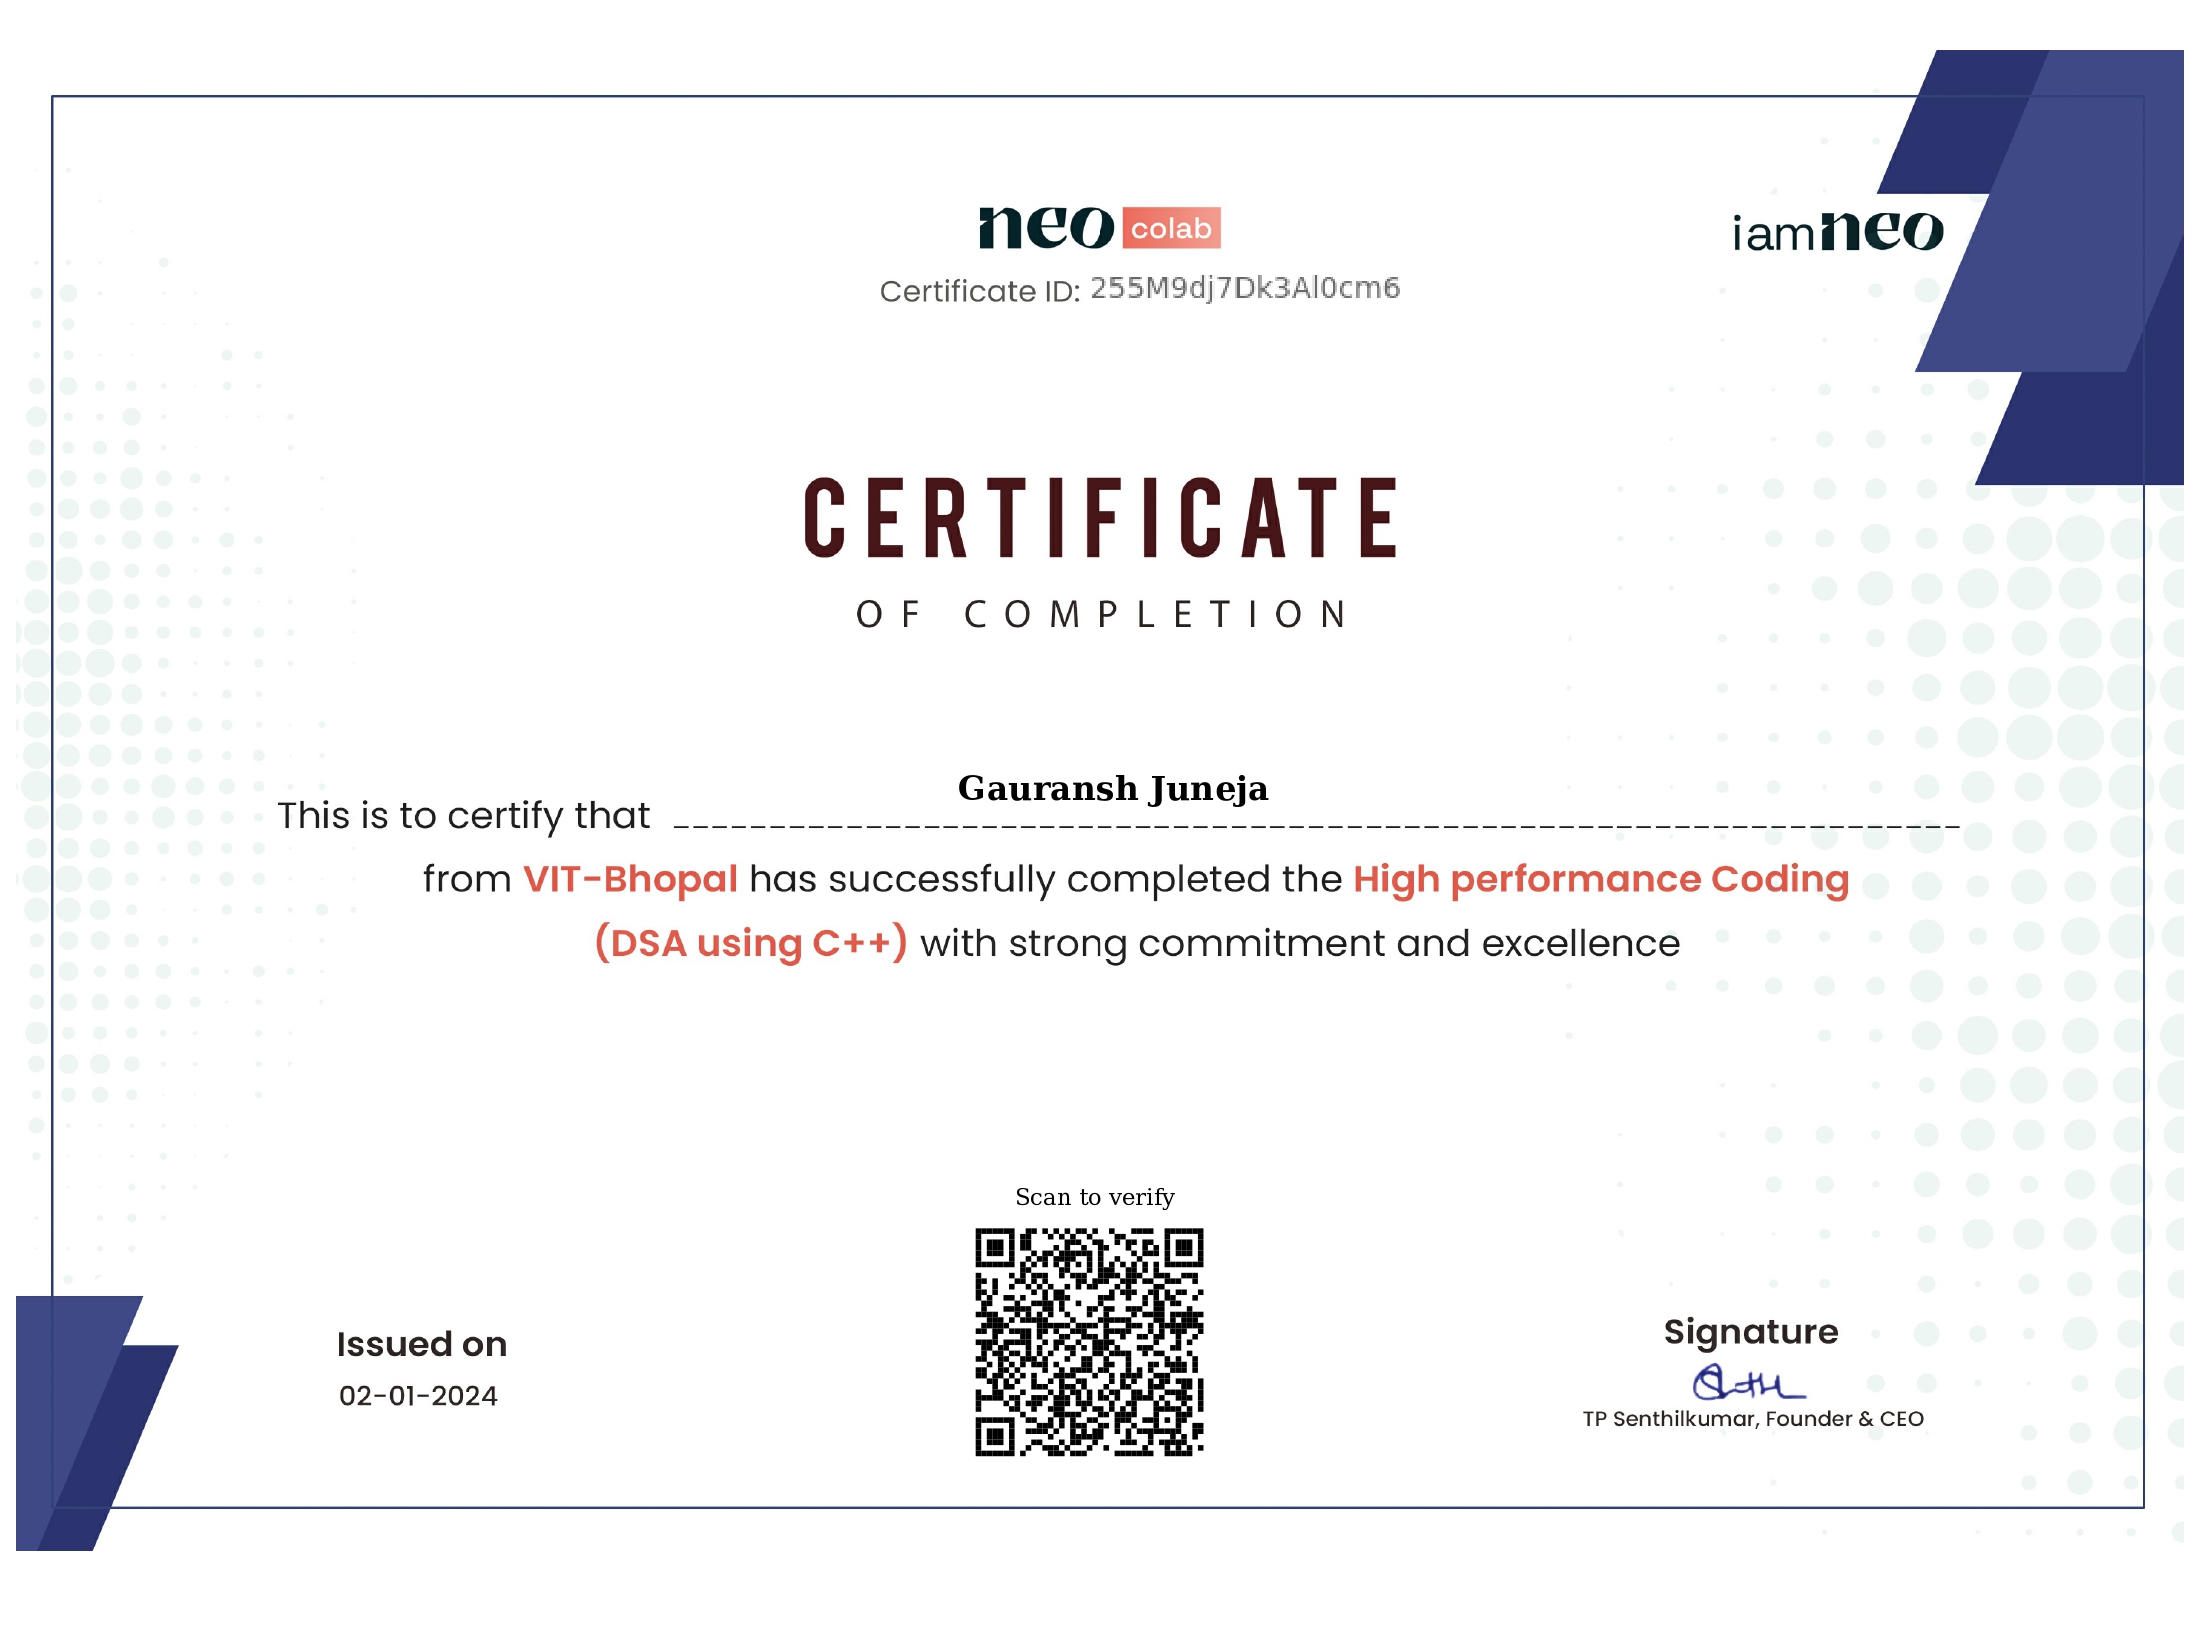 neo colab
iamneo
Certificate ID: 255M9dj7Dk3Al0cm6
CERTIFICATE
OF COMPLETION
Gauransh Juneja
This is to certify that
from VIT-Bhopal has successfully completed the High performance Coding
(DSA using C++) with strong commitment and excellence
Scan to verify
Issued on
02-01-2024
Signature
TP Senthilkumar, Founder & CEO